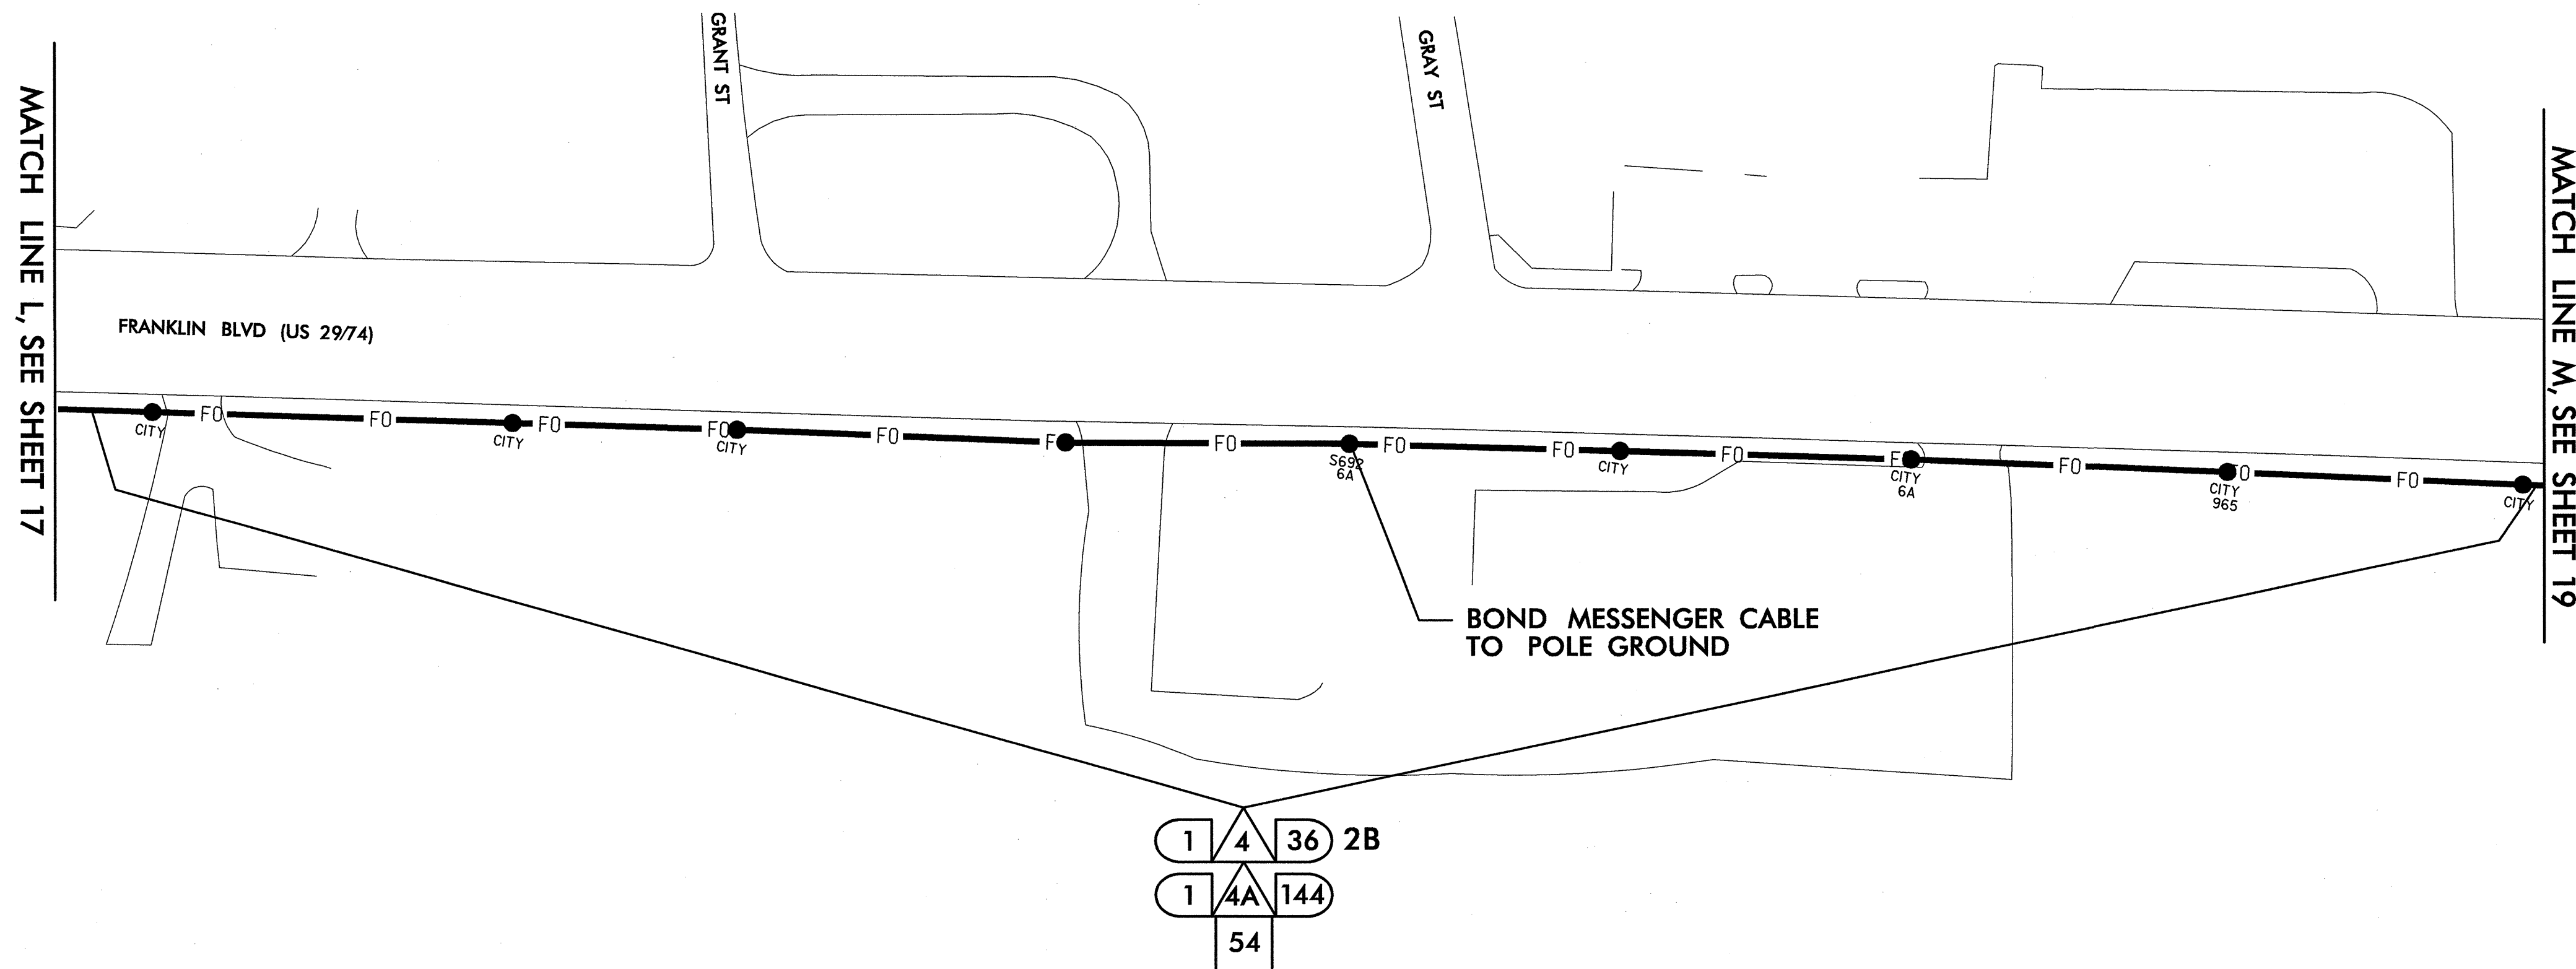 GRANT ST
GRAY ST
MATCH LINE L, SEE SHEET 17
MATCH LINE M, SEE SHEET 19
FRANKLIN BLVD (US 29/74)
FO FO FO FO FO F FO FO FO FO F FO FO FO
CITY
CITY
CITY
S692
6A
CITY
CITY
6A
CITY
965
CITY
BOND MESSENGER CABLE
TO POLE GROUND
1 4 36 2B
1 4A 144
54